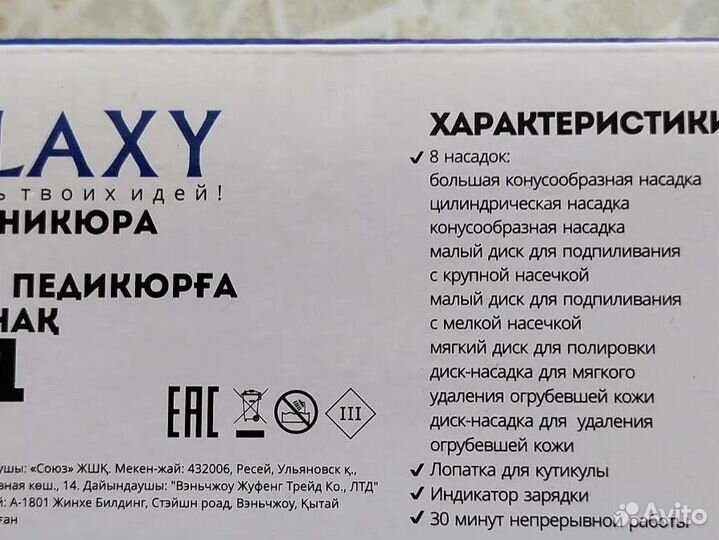 LAXY
ь твоих идей!
НИКЮРА
ПЕДИКЮРҒА
НАҚ
1
EAC
III
ушы: «Союз» ЖШҚ. Мекен-жай: 432006, Ресей, Ульяновск қ.,
вная көш., 14. Дайындаушы: "Вэньчжоу Жуфенг Трейд Ко., ЛТД"
й: А-1801 Жинхе Билдинг, Стэйшн роад, Вэньчжоу, Қытай
ған
ХАРАКТЕРИСТИКИ
✓ 8 насадок:
большая конусообразная насадка
цилиндрическая насадка
конусообразная насадка
малый диск для подпиливания
с крупной насечкой
малый диск для подпиливания
с мелкой насечкой
мягкий диск для полировки
диск-насадка для мягкого
удаления огрубевшей кожи
диск-насадка для удаления
огрубевшей кожи
✓ Лопатка для кутикулы
✓ Индикатор зарядки
✓ 30 минут непрерывной работы
Avito